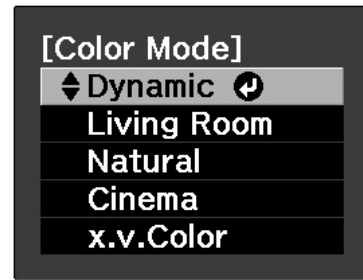 [Color Mode]
Dynamic
Living Room
Natural
Cinema
x.v.Color